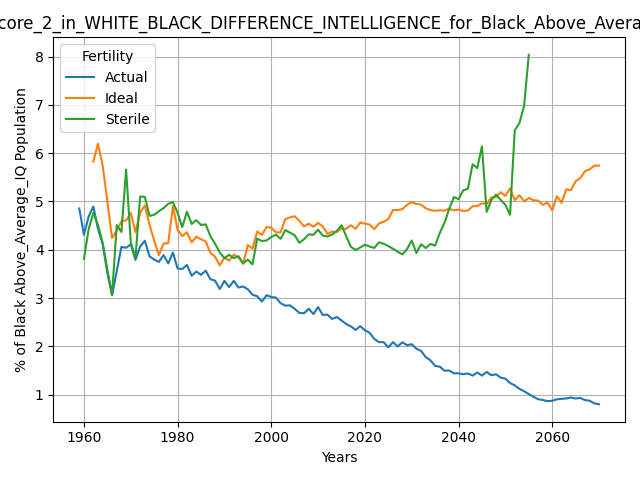 core_2_in_WHITE_BLACK_DIFFERENCE_INTELLIGENCE_for_Black_Above_Avera
Fertility
Actual
Ideal
Sterile
% of Black Above_Average_IQ Population
8
7
6
5
4
3
2
1
1960 1980 2000 2020 2040 2060
Years